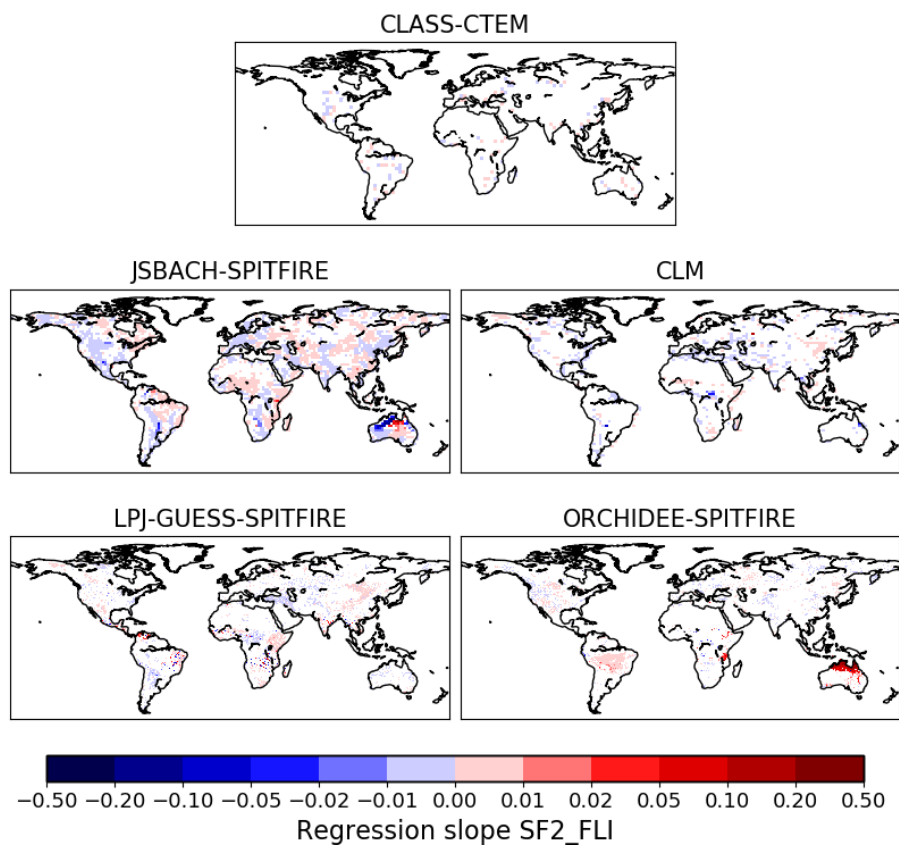 CLASS-CTEM
JSBACH-SPITFIRE
CLM
LPJ-GUESS-SPITFIRE
ORCHIDEE-SPITFIRE
−0.50 −0.20 −0.10 −0.05 −0.02 −0.01 0.00 0.01 0.02 0.05 0.10 0.20 0.50
Regression slope SF2_FLI